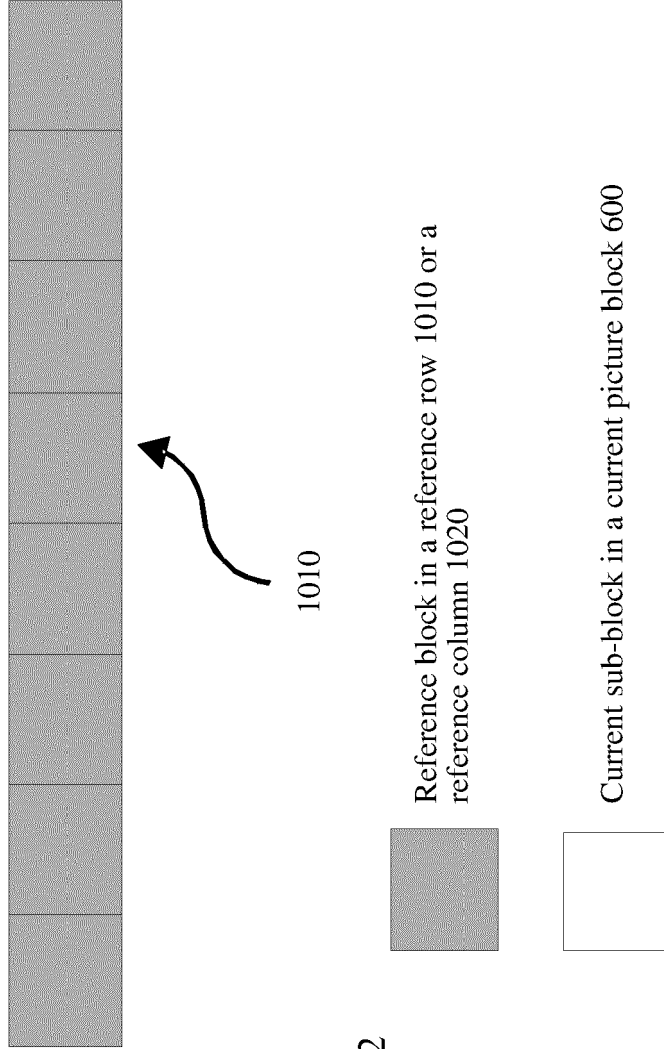 1010
Reference block in a reference row 1010 or a
reference column 1020
Current sub-block in a current picture block 600
2